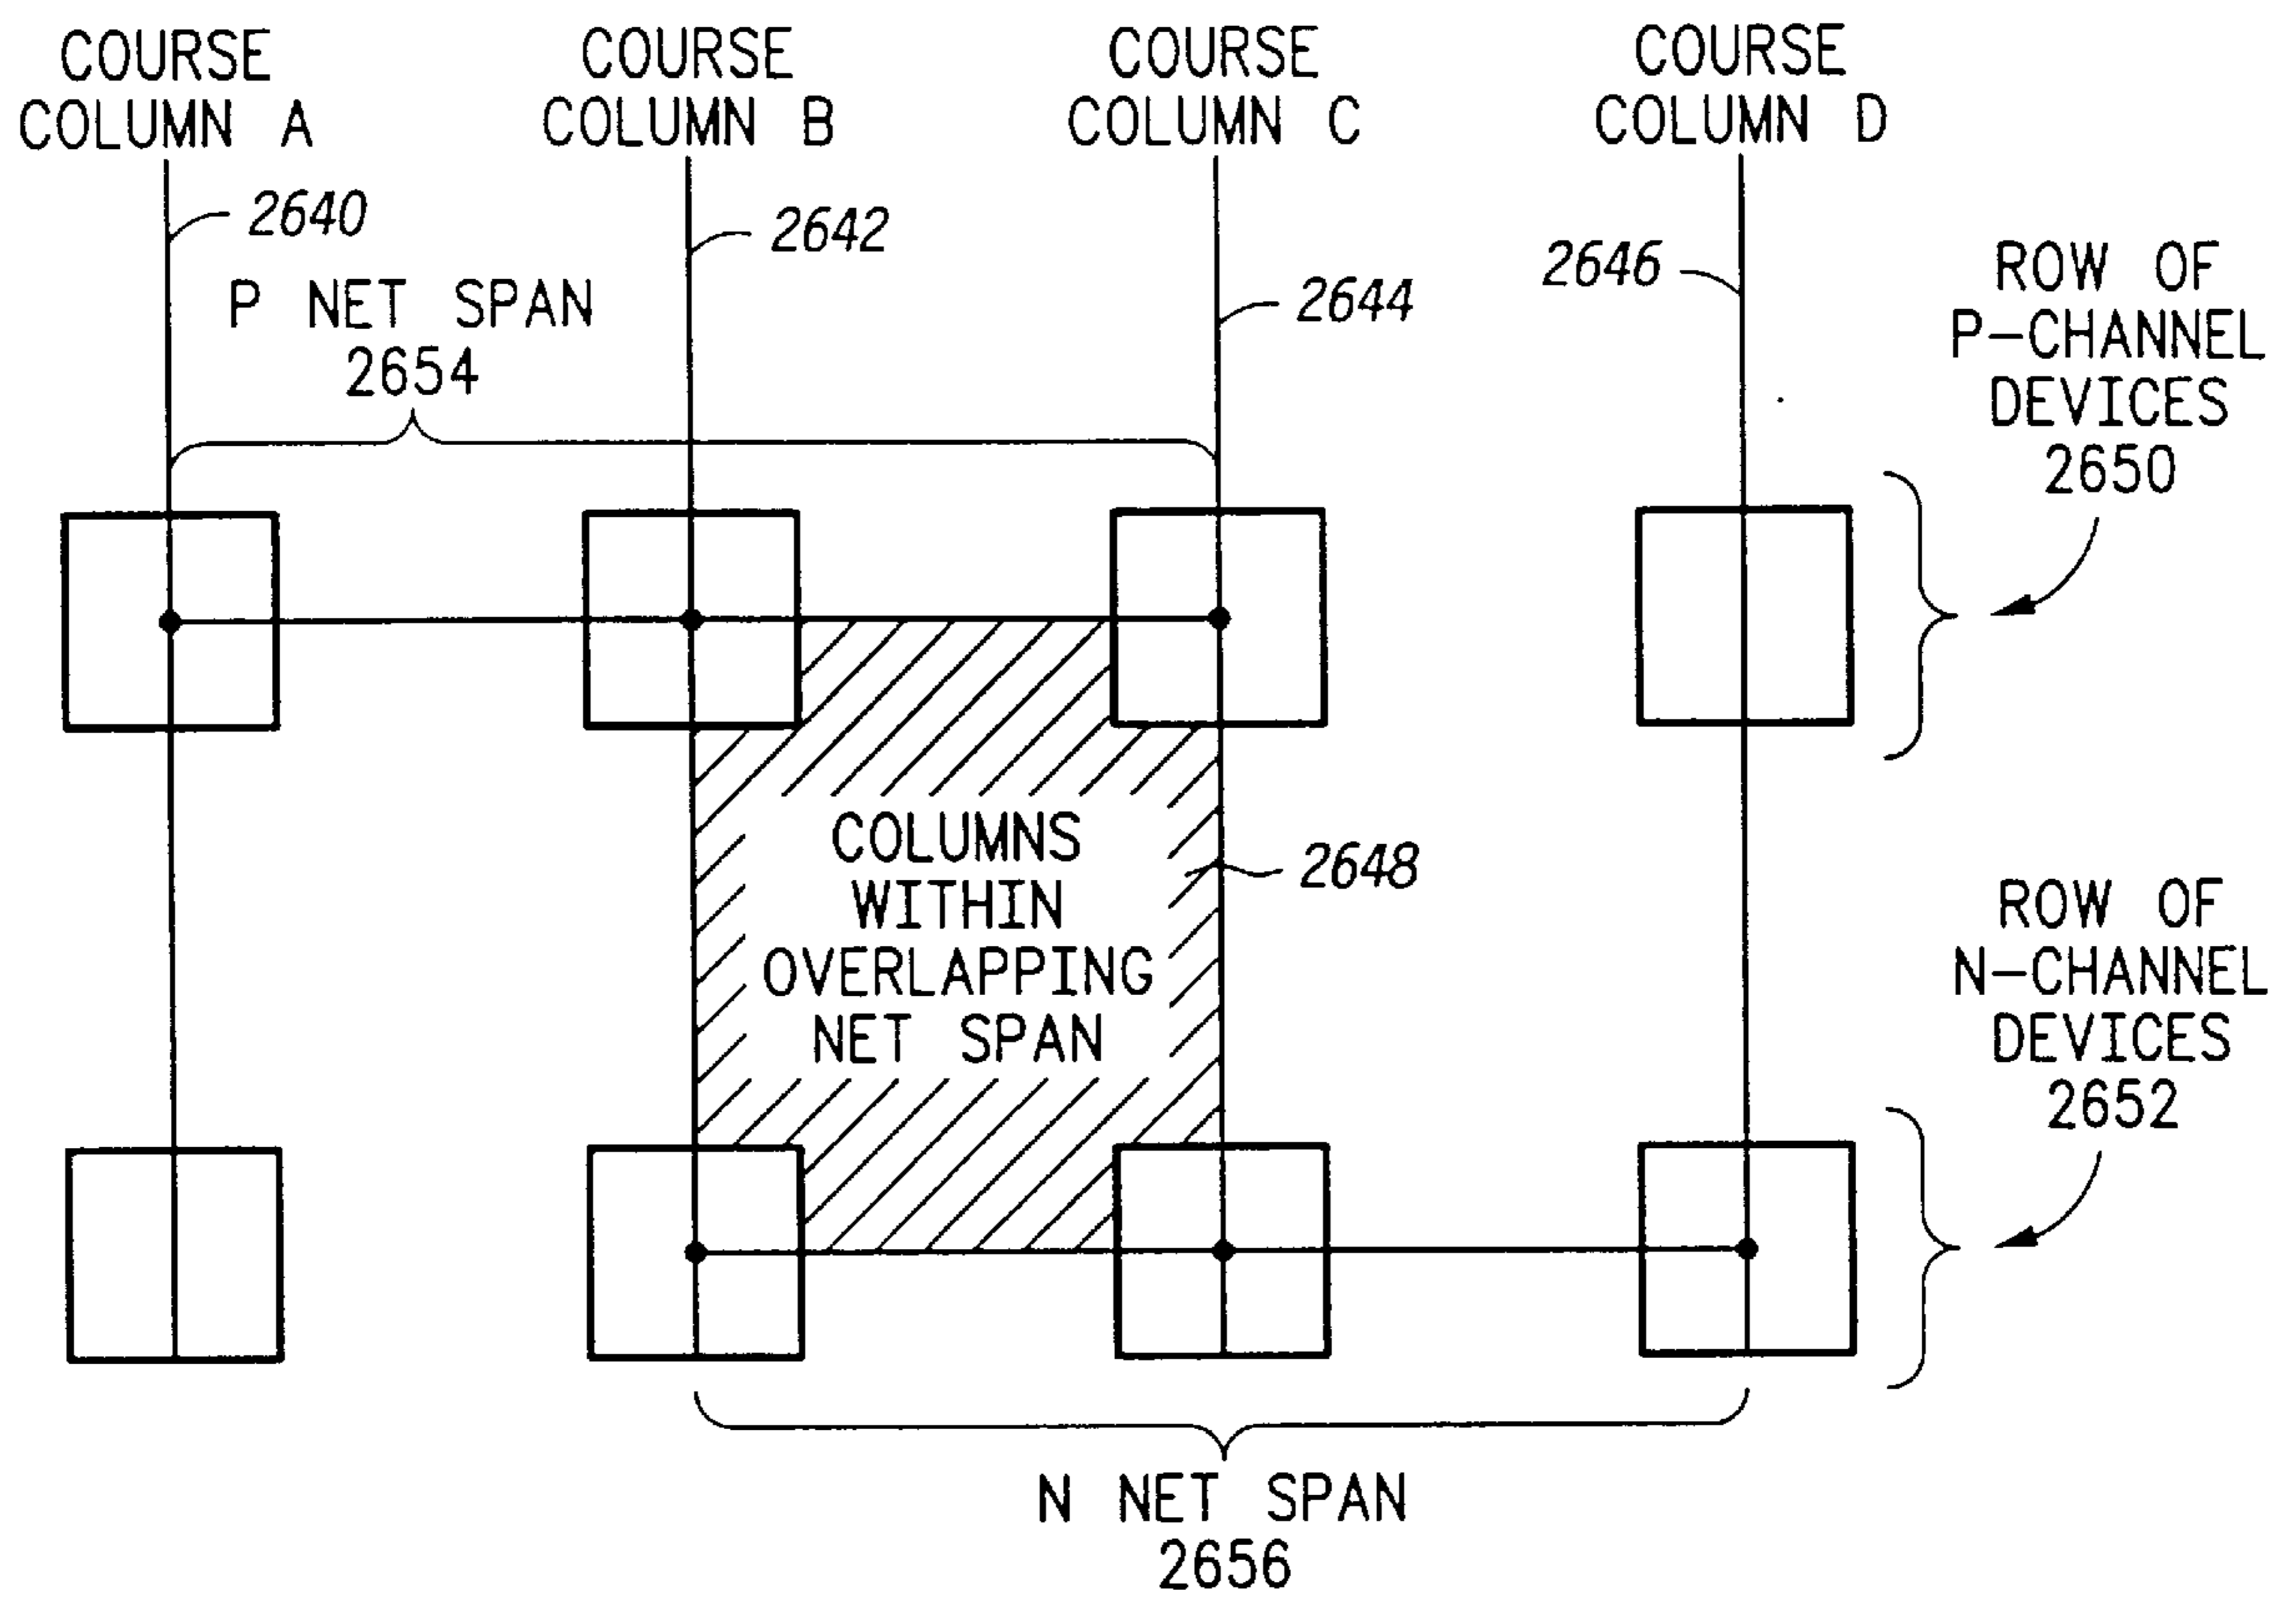 COURSE
COLUMN A
COURSE
COLUMN B
COURSE
COLUMN C
COURSE
COLUMN D
2640
2642
2644
2646
P NET SPAN
2654
ROW OF
P-CHANNEL
DEVICES
2650
COLUMNS
WITHIN
OVERLAPPING
NET SPAN
2648
ROW OF
N-CHANNEL
DEVICES
2652
N NET SPAN
2656